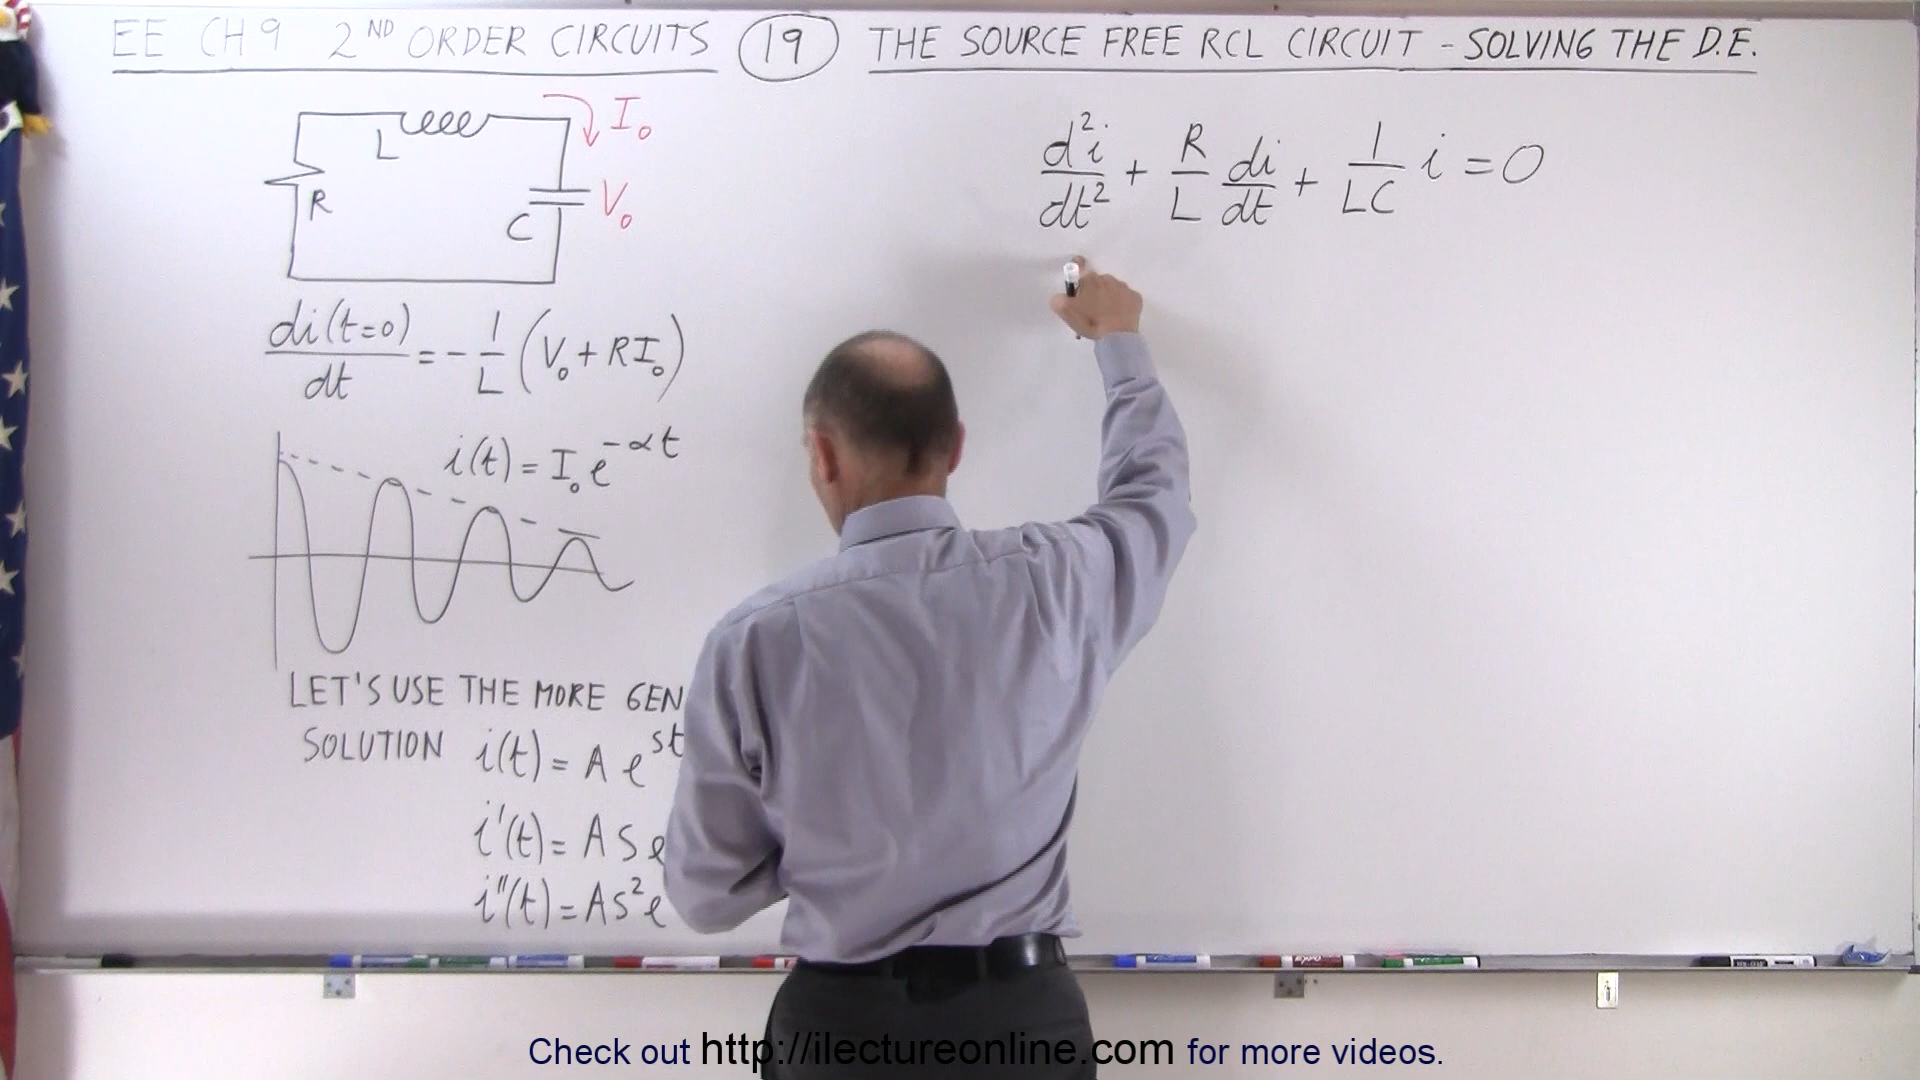 EE CH 9 2ND ORDER CIRCUITS 19 THE SOURCE FREE RCL CIRCUIT - SOLVING THE D.E.
L
I₀
R
C
V₀
di(t=0)/dt = -1/L (V₀ + RI₀)
i(t) = I₀e^-αt
LET'S USE THE MORE GEN
SOLUTION i(t) = A e^st
i'(t) = A s e
i''(t) = As²e
d²i/dt² + R/L di/dt + 1/LC i = 0
Check out http://ilectureonline.com for more videos.